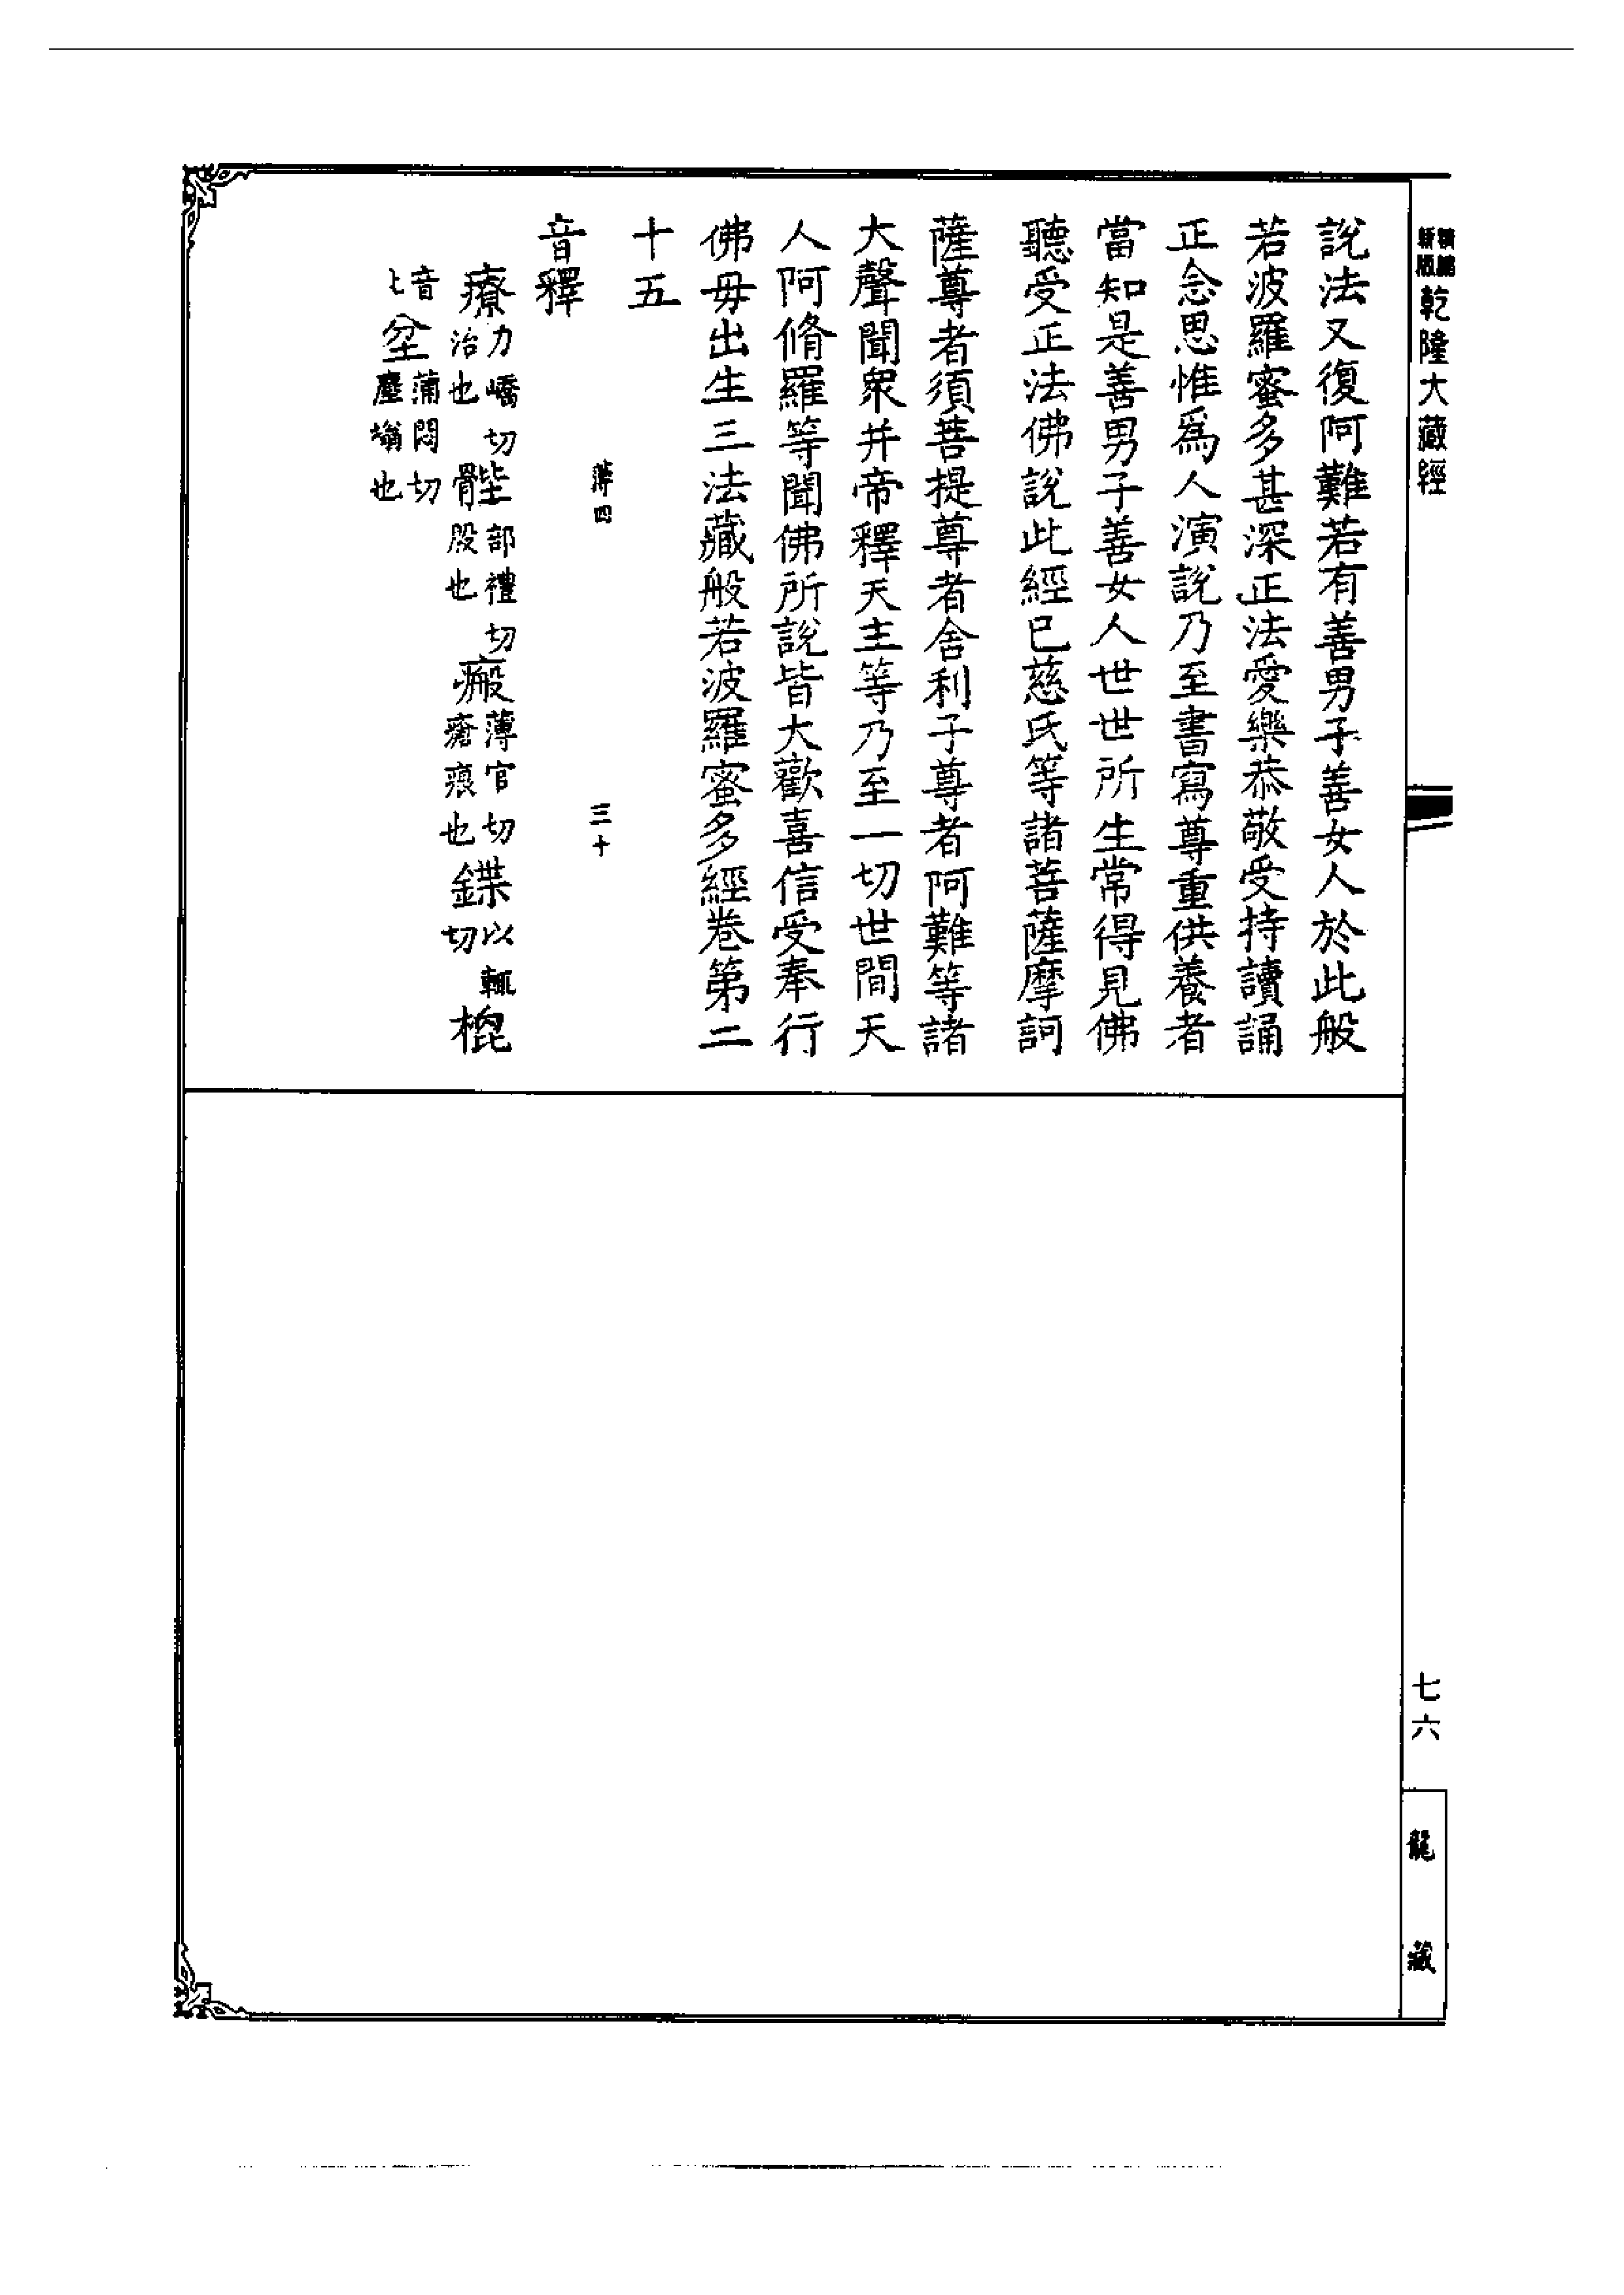 新編
新版
乾隆大藏經
說法又復阿難若有善男子善女人於此般
若波羅蜜多甚深正法愛樂恭敬受持讀誦
正念思惟為人演說乃至書寫尊重供養者
當知是善男子善女人世世所生常得見佛
聽受正法佛說此經已慈氏等諸菩薩摩訶
薩尊者須菩提尊者舍利子尊者阿難等諸
大聲聞眾并帝釋天主等乃至一切世間天
人阿脩羅等聞佛所說皆大歡喜信受奉行
佛毋出生三法藏般若波羅蜜多經卷第二
薄四 三十
十五
音釋
療力嶠切治也 䏶部禮切骨股也 瘢薄官切瘡痕也 鍱以輒切 棍
音 坌蒲悶切塵塕也
七六
龍藏